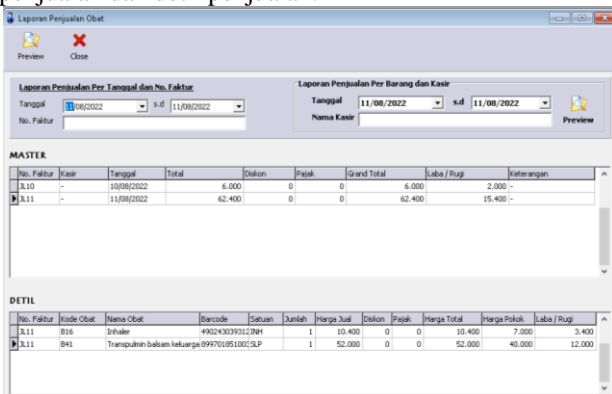 Laporan Penjualan Obat
Preview Close
Laporan Penjualan Per Tanggal dan No. Faktur
Tanggal 11/08/2022 s.d 11/08/2022
No. Faktur
Laporan Penjualan Per Barang dan Kasir
Tanggal 11/08/2022 s.d 11/08/2022
Nama Kasir
Preview
MASTER
No. Faktur Kasir Tanggal Total Diskon Pajak Grand Total Laba / Rugi Keterangan
JL10 - 10/08/2022 6.000 0 0 6.000 2.000 -
JL11 - 11/08/2022 62.400 0 0 62.400 15.400 -
DETIL
No. Faktur Kode Obat Nama Obat Barcode Satuan Jumlah Harga Jual Diskon Pajak Harga Total Harga Pokok Laba / Rugi
JL11 B16 Inhaler 490243039312 INH 1 10.400 0 0 10.400 7.000 3.400
JL11 B41 Transpulmin balsam keluarga 899701851003 SLP 1 52.000 0 0 52.000 40.000 12.000